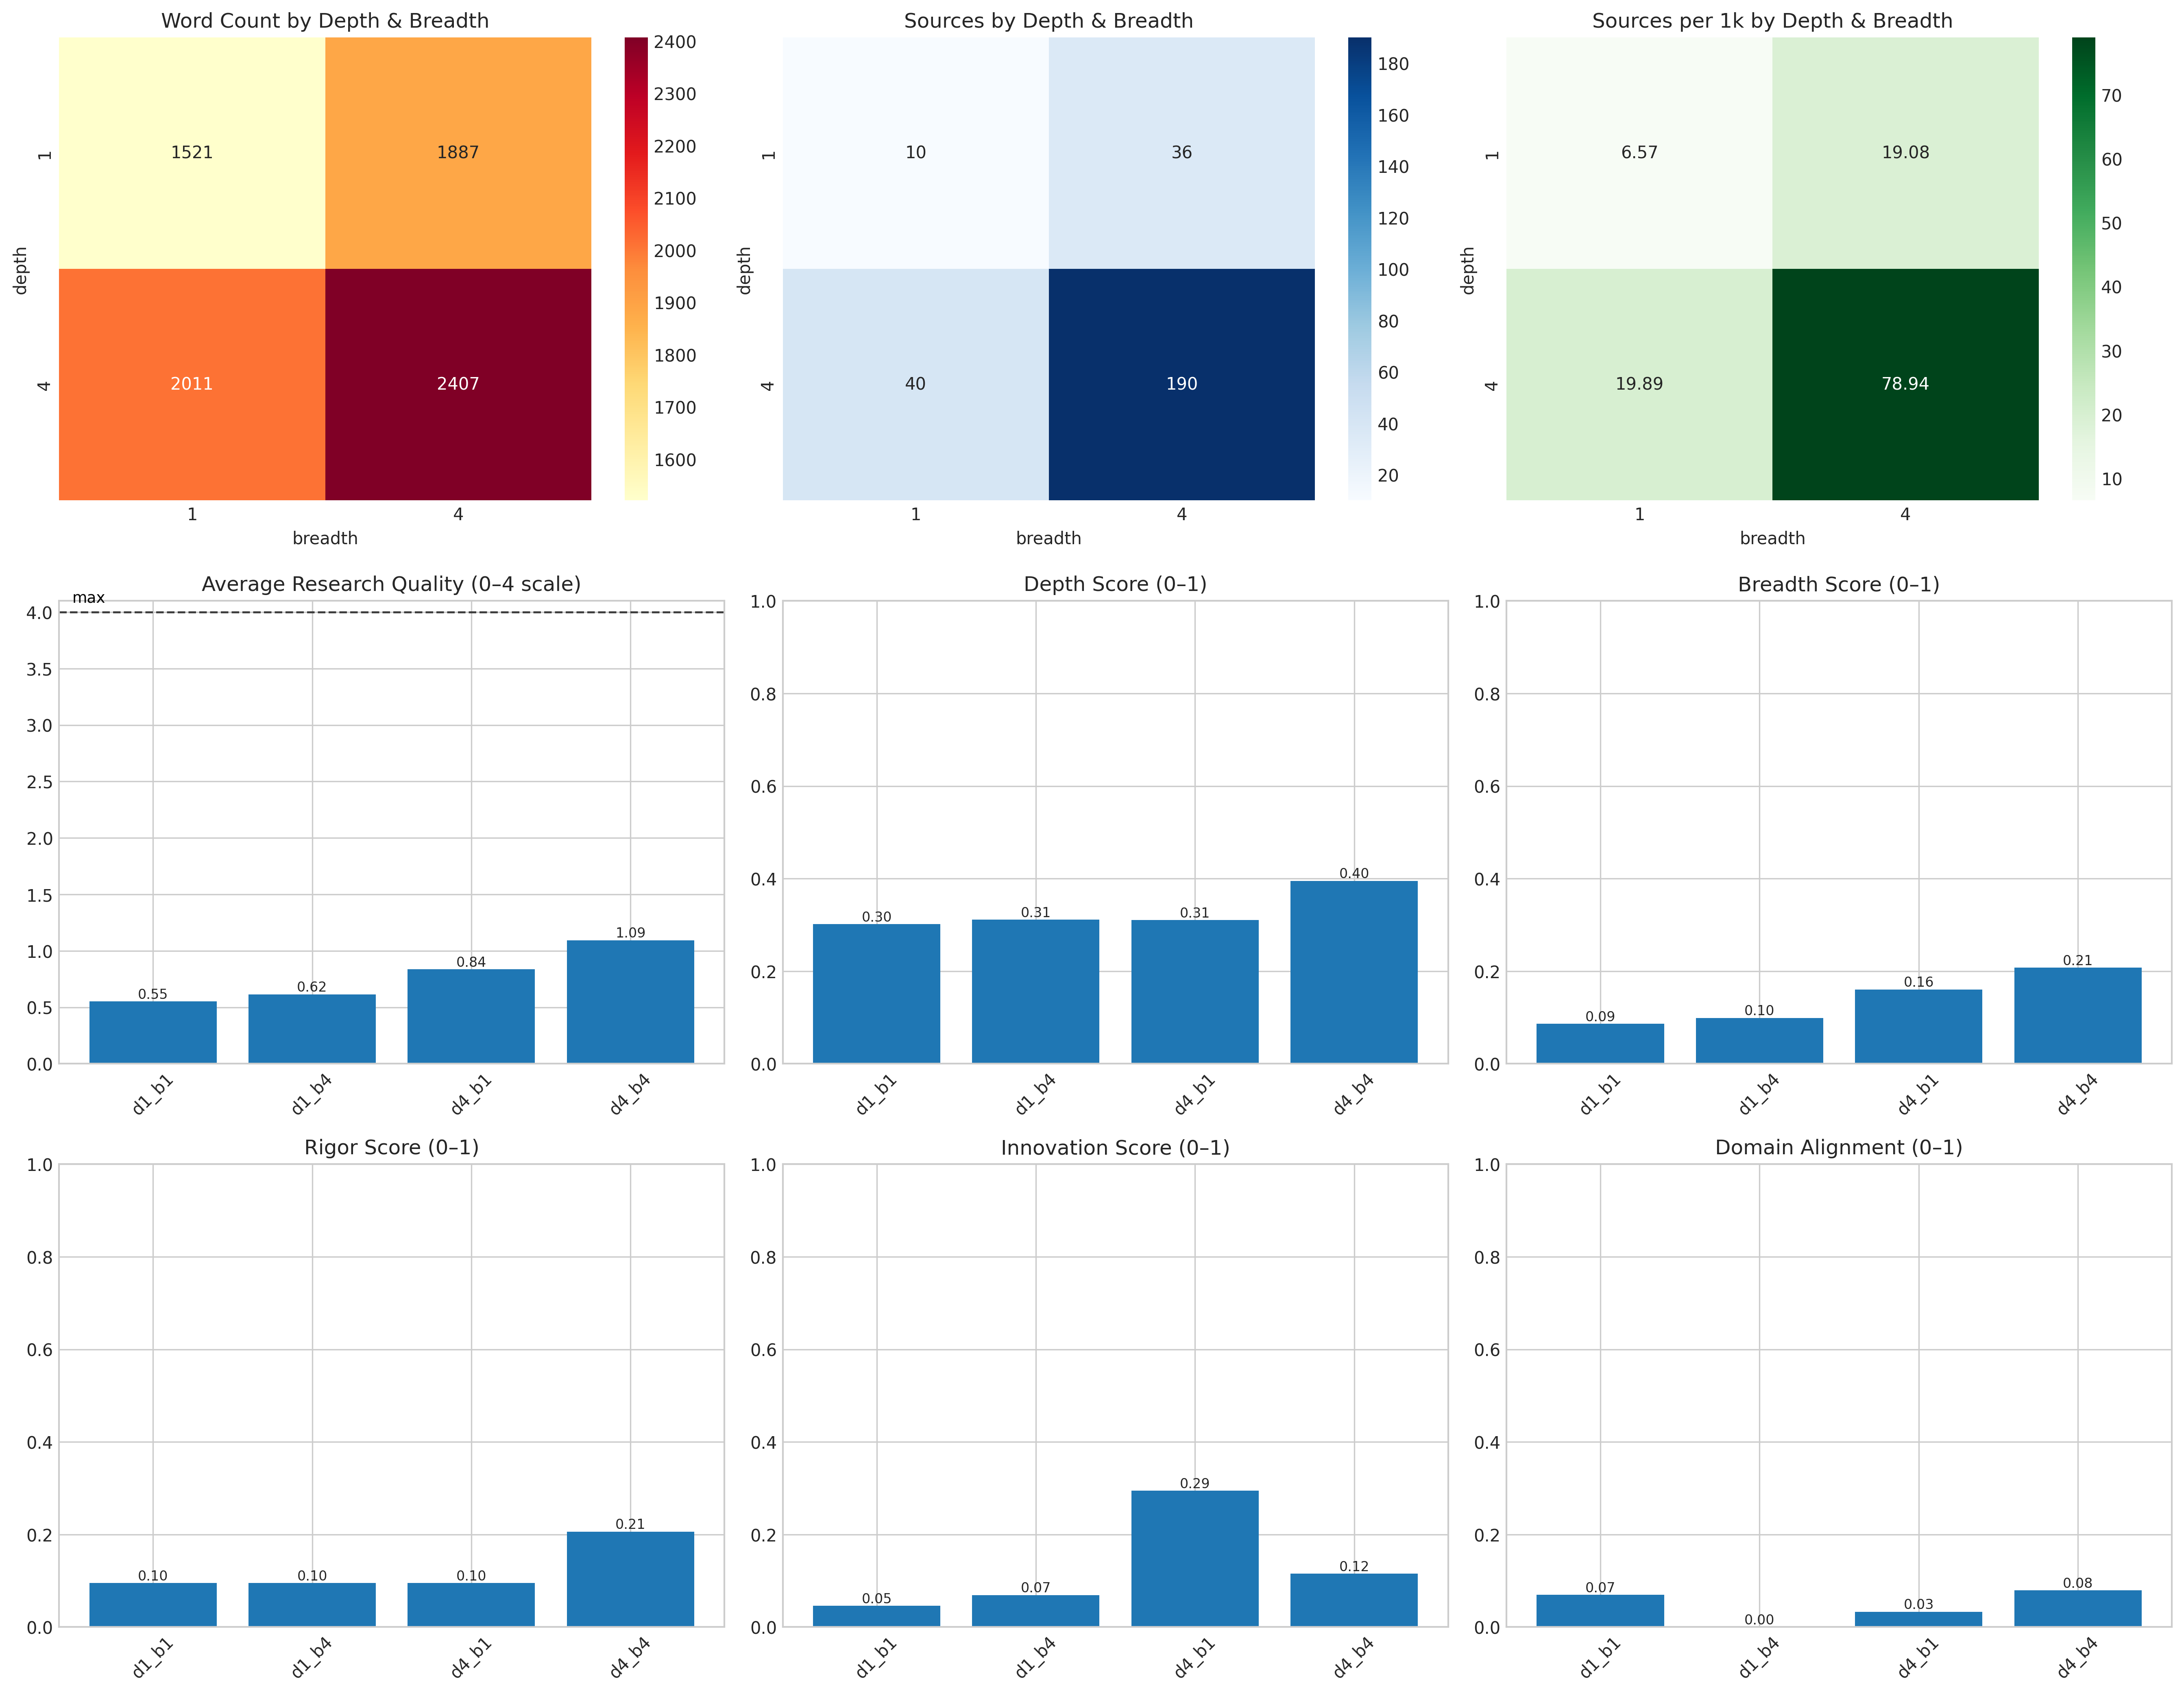 Word Count by Depth & Breadth
1521 1887
2011 2407
1
4
depth
1 4
breadth
2400
2300
2200
2100
2000
1900
1800
1700
1600
Sources by Depth & Breadth
10 36
40 190
1
4
depth
1 4
breadth
180
160
140
120
100
80
60
40
20
Sources per 1k by Depth & Breadth
6.57 19.08
19.89 78.94
1
4
depth
1 4
breadth
70
60
50
40
30
20
10
Average Research Quality (0–4 scale)
max
4.0
3.5
3.0
2.5
2.0
1.5
1.0
0.5
0.0
0.55 0.62 0.84 1.09
d1_b1 d1_b4 d4_b1 d4_b4
Depth Score (0–1)
1.0
0.8
0.6
0.4
0.2
0.0
0.30 0.31 0.31 0.40
d1_b1 d1_b4 d4_b1 d4_b4
Breadth Score (0–1)
1.0
0.8
0.6
0.4
0.2
0.0
0.09 0.10 0.16 0.21
d1_b1 d1_b4 d4_b1 d4_b4
Rigor Score (0–1)
1.0
0.8
0.6
0.4
0.2
0.0
0.10 0.10 0.10 0.21
d1_b1 d1_b4 d4_b1 d4_b4
Innovation Score (0–1)
1.0
0.8
0.6
0.4
0.2
0.0
0.05 0.07 0.29 0.12
d1_b1 d1_b4 d4_b1 d4_b4
Domain Alignment (0–1)
1.0
0.8
0.6
0.4
0.2
0.0
0.07 0.00 0.03 0.08
d1_b1 d1_b4 d4_b1 d4_b4